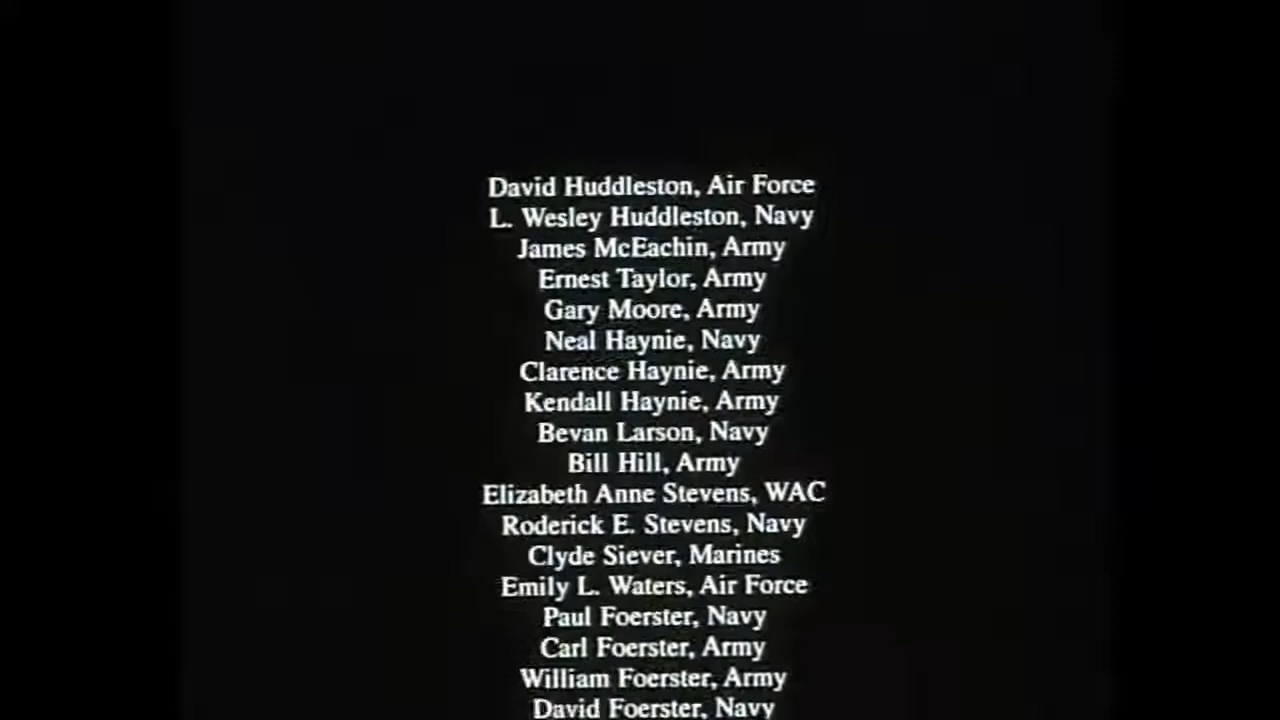 David Huddleston, Air Force
L. Wesley Huddleston, Navy
James McEachin, Army
Ernest Taylor, Army
Gary Moore, Army
Neal Haynie, Navy
Clarence Haynie, Army
Kendall Haynie, Army
Bevan Larson, Navy
Bill Hill, Army
Elizabeth Anne Stevens, WAC
Roderick E. Stevens, Navy
Clyde Siever, Marines
Emily L. Waters, Air Force
Paul Foerster, Navy
Carl Foerster, Army
William Foerster, Army
David Foerster, Navy